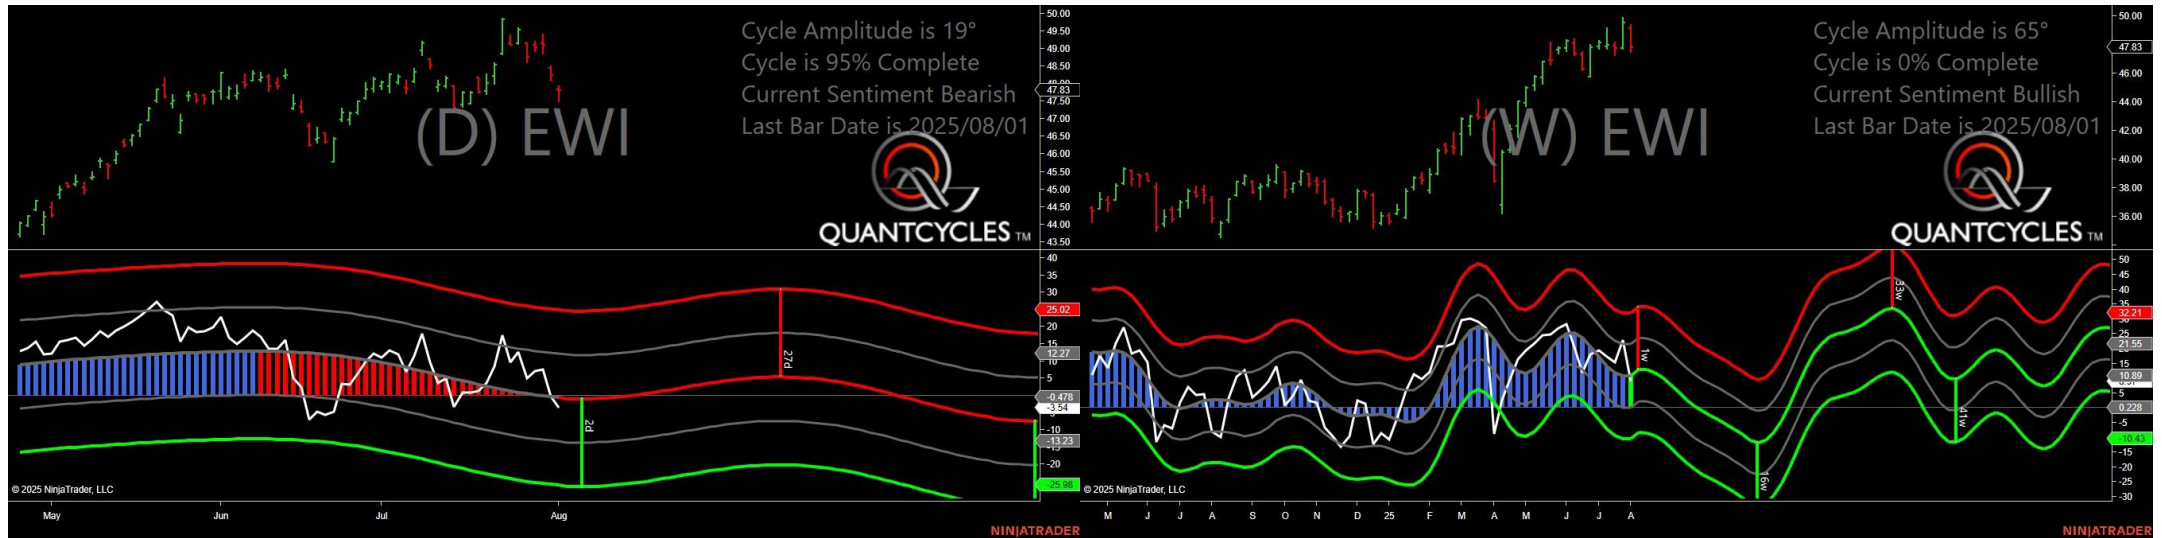 Cycle Amplitude is 19°
Cycle is 95% Complete
Current Sentiment Bearish
Last Bar Date is 2025/08/01
(D) EWI
QUANTCYCLES TM
50.00
49.50
49.00
48.50
48.00
47.83
47.50
47.00
46.50
46.00
45.50
45.00
44.50
44.00
43.50
40
35
30
25.02
20
15
12.27
10
5
-0.478
-3.54
-10
-13.23
-20
-25.98
27d
2d
© 2025 NinjaTrader, LLC
May
Jun
Jul
Aug
NINJATRADER
Cycle Amplitude is 65°
Cycle is 0% Complete
Current Sentiment Bullish
Last Bar Date is 2025/08/01
(W) EWI
QUANTCYCLES TM
50.00
47.83
46.00
44.00
42.00
40.00
38.00
36.00
50
45
40
35
32.21
25
21.55
15
10.89
5
0.228
-5
-10.43
-15
-20
-25
-30
1w
16w
33w
41w
© 2025 NinjaTrader, LLC
M
J
J
A
S
O
N
D
25
F
M
A
M
J
J
A
NINJATRADER